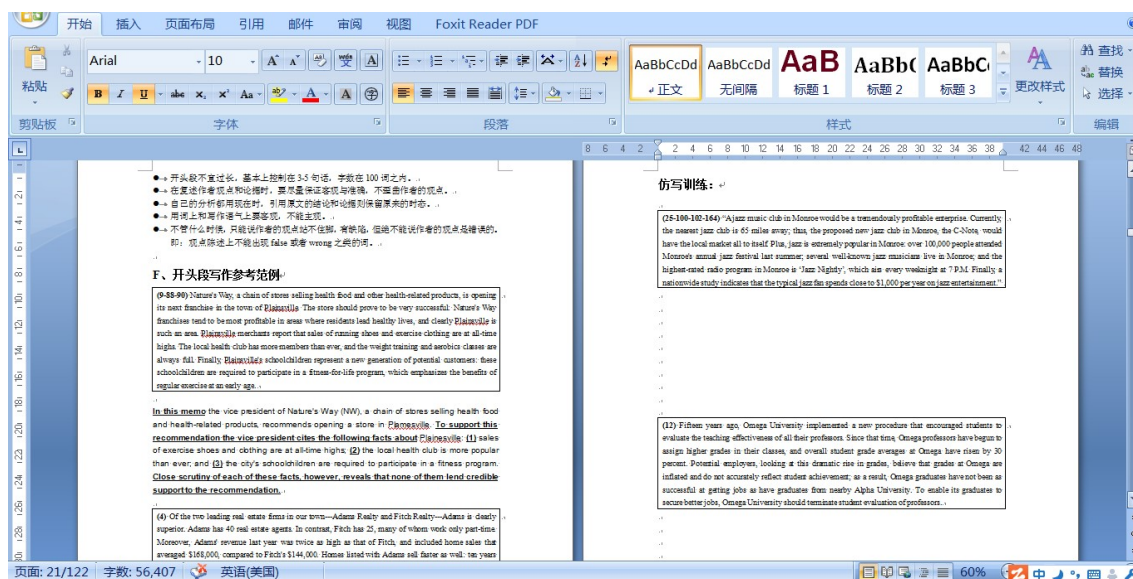 开始 插入 页面布局 引用 邮件 审阅 视图 Foxit Reader PDF
Arial 10
粘贴
B I U abc x₂ x² Aa A A
AaBbCcDd AaBbCcDd AaB AaBb( AaBbC
正文 无间隔 标题 1 标题 2 标题 3
更改样式
查找
替换
选择
剪贴板 字体 段落 样式 编辑
8 6 4 2 2 4 6 8 10 12 14 16 18 20 22 24 26 28 30 32 34 36 38 42 44 46 48
开头段不宜过长，基本上控制在 3-5 句话，字数在 100 词之内。
在复述作者观点和论据时，要尽量保证客观与准确，不歪曲作者的观点。
自己的分析都用现在时，引用原文的结论和论据则保留原来的时态。
用词上和写作语气上要客观，不能主观。
不管什么时候，只能说作者的观点站不住脚，有缺陷，但绝不能说作者的观点是错误的。
即：观点陈述上不能出现 false 或者 wrong 之类的词。
F、开头段写作参考范例
(9-88-90) Nature's Way, a chain of stores selling health food and other health-related products, is opening
its next franchise in the town of Plainsville. The store should prove to be very successful: Nature's Way
franchises tend to be most profitable in areas where residents lead healthy lives, and clearly Plainsville is
such an area. Plainsville merchants report that sales of running shoes and exercise clothing are at all-time
highs. The local health club has more members than ever, and the weight training and aerobics classes are
always full. Finally, Plainsville's schoolchildren represent a new generation of potential customers: these
schoolchildren are required to participate in a fitness-for-life program, which emphasizes the benefits of
regular exercise at an early age.
In this memo the vice president of Nature's Way (NW), a chain of stores selling health food
and health-related products, recommends opening a store in Plainesville. To support this
recommendation the vice president cites the following facts about Plainesville: (1) sales
of exercise shoes and clothing are at all-time highs; (2) the local health club is more popular
than ever; and (3) the city's schoolchildren are required to participate in a fitness program.
Close scrutiny of each of these facts, however, reveals that none of them lend credible
support to the recommendation.
(4) Of the two leading real estate firms in our town—Adams Realty and Fitch Realty—Adams is clearly
superior. Adams has 40 real estate agents. In contrast, Fitch has 25, many of whom work only part-time.
Moreover, Adams' revenue last year was twice as high as that of Fitch, and included home sales that
averaged $168,000, compared to Fitch's $144,000. Homes listed with Adams sell faster as well: ten years
仿写训练：
(25-100-102-164) "A jazz music club in Monroe would be a tremendously profitable enterprise. Currently,
the nearest jazz club is 65 miles away; thus, the proposed new jazz club in Monroe, the C-Note, would
have the local market all to itself. Plus, jazz is extremely popular in Monroe: over 100,000 people attended
Monroe's annual jazz festival last summer; several well-known jazz musicians live in Monroe; and the
highest-rated radio program in Monroe is 'Jazz Nightly', which airs every weeknight at 7 P.M. Finally, a
nationwide study indicates that the typical jazz fan spends close to $1,000 per year on jazz entertainment."
(12) Fifteen years ago, Omega University implemented a new procedure that encouraged students to
evaluate the teaching effectiveness of all their professors. Since that time, Omega professors have begun to
assign higher grades in their classes, and overall student grade averages at Omega have risen by 30
percent. Potential employers, looking at this dramatic rise in grades, believe that grades at Omega are
inflated and do not accurately reflect student achievement; as a result, Omega graduates have not been as
successful at getting jobs as have graduates from nearby Alpha University. To enable its graduates to
secure better jobs, Omega University should terminate student evaluation of professors.
页面: 21/122 字数: 56,407 英语(美国) 60% 中